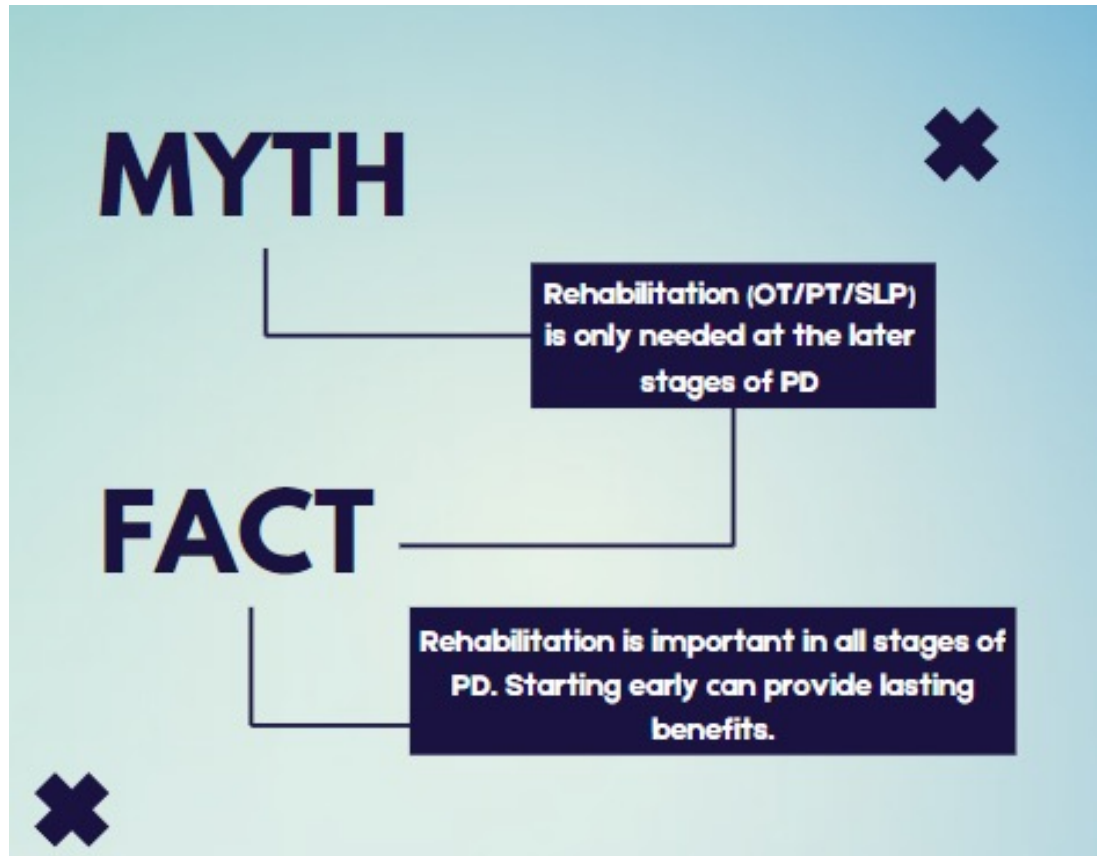 MYTH
Rehabilitation (OT/PT/SLP)
is only needed at the later
stages of PD
FACT
Rehabilitation is important in all stages of
PD. Starting early can provide lasting
benefits.